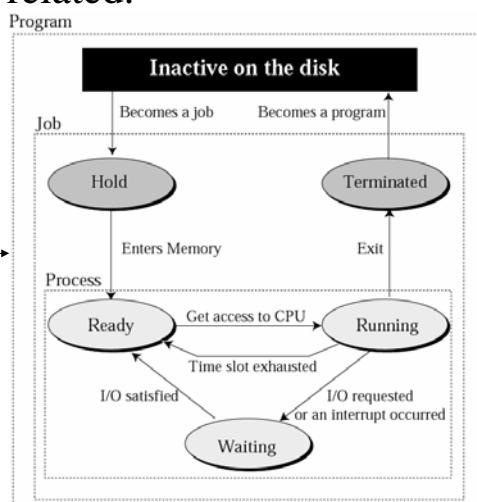 related.
Program
Inactive on the disk
Becomes a job
Becomes a program
Job
Hold
Terminated
Enters Memory
Exit
Process
Ready
Get access to CPU
Running
Time slot exhausted
I/O satisfied
I/O requested
or an interrupt occurred
Waiting